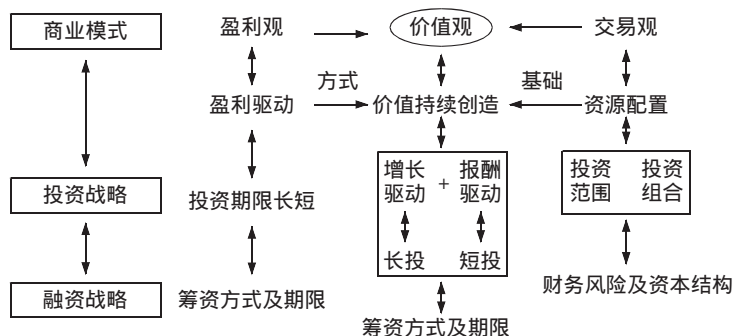 商业模式 盈利观 价值观 交易观
方式 基础
盈利驱动 价值持续创造 资源配置
增长 报酬 投资 投资
驱动 + 驱动 范围 组合
投资战略 投资期限长短
长投 短投
财务风险及资本结构
融资战略 筹资方式及期限
筹资方式及期限